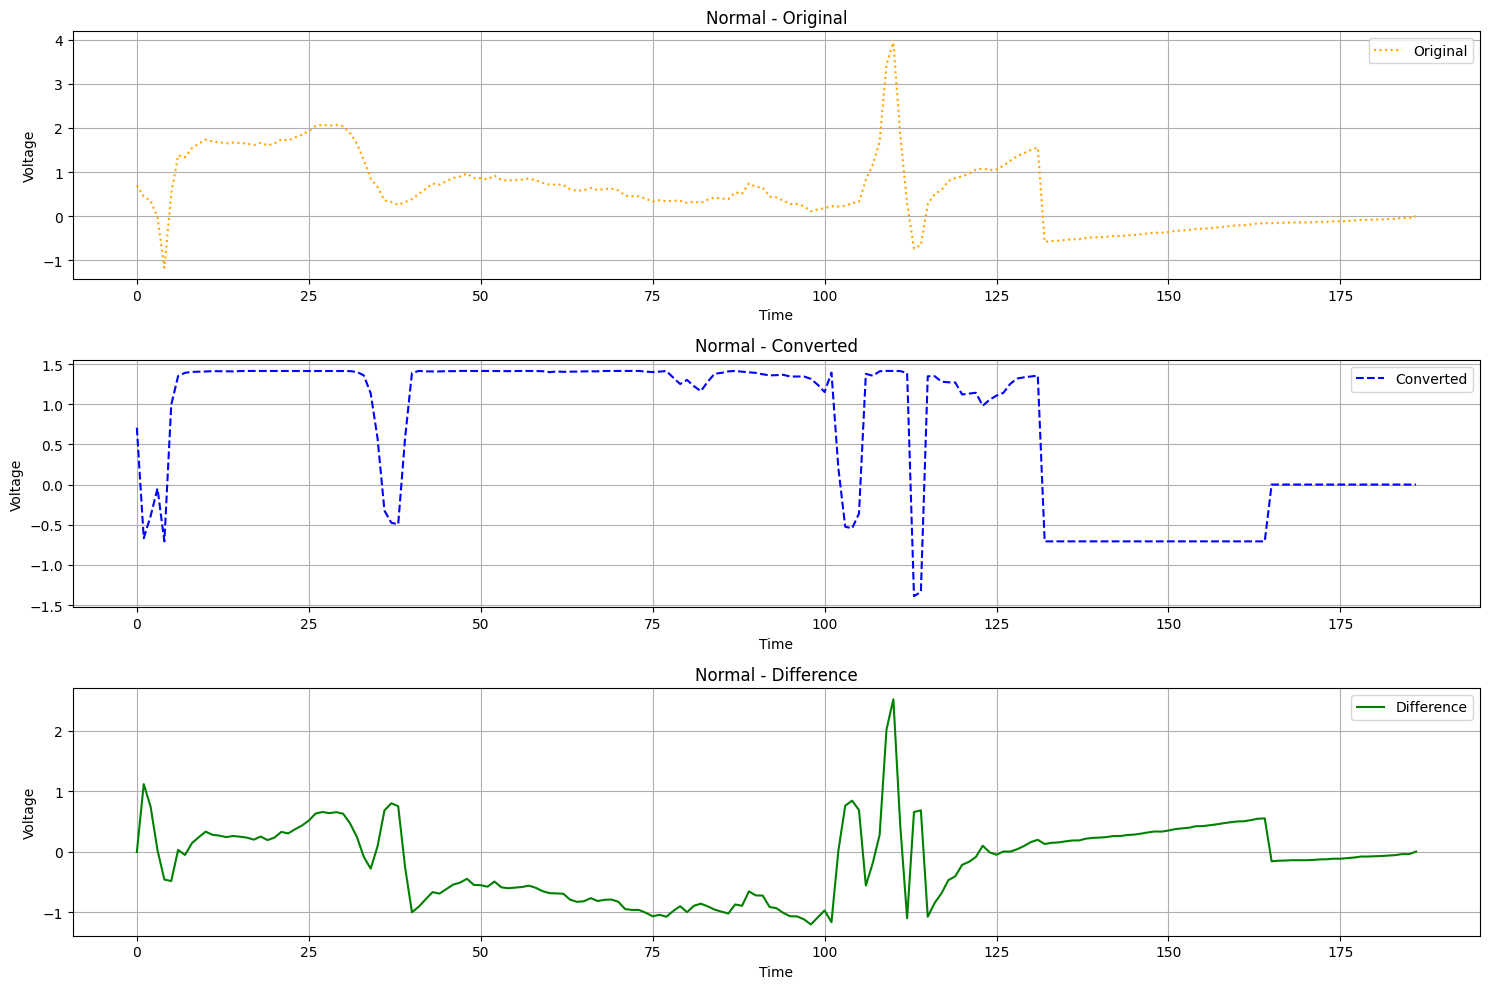 Normal - Original
Voltage
4
3
2
1
0
−1
Original
0 25 50 75 100 125 150 175
Time
Normal - Converted
Voltage
1.5
1.0
0.5
0.0
−0.5
−1.0
−1.5
Converted
0 25 50 75 100 125 150 175
Time
Normal - Difference
Voltage
2
1
0
−1
Difference
0 25 50 75 100 125 150 175
Time